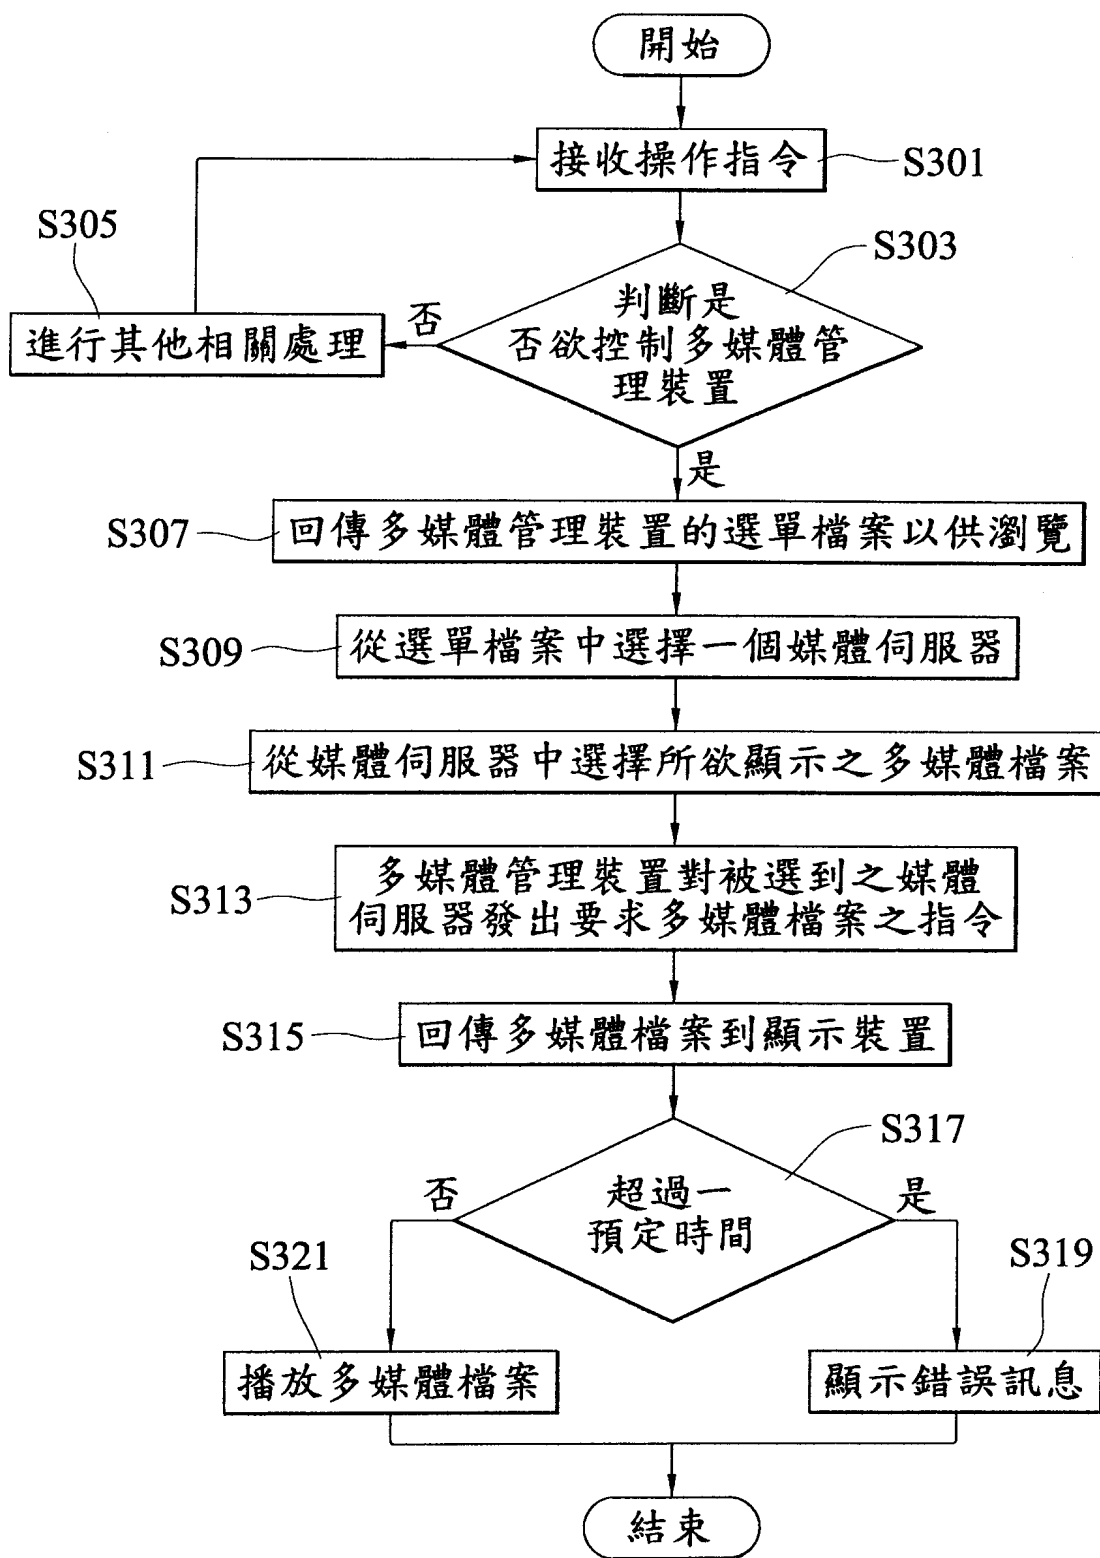 開始
接收操作指令
S301
S305
S303
判斷是
否欲控制多媒體管
理裝置
否
進行其他相關處理
是
S307
回傳多媒體管理裝置的選單檔案以供瀏覽
S309
從選單檔案中選擇一個媒體伺服器
S311
從媒體伺服器中選擇所欲顯示之多媒體檔案
S313
多媒體管理裝置對被選到之媒體
伺服器發出要求多媒體檔案之指令
S315
回傳多媒體檔案到顯示裝置
S317
否
超過一
預定時間
是
S321
S319
播放多媒體檔案
顯示錯誤訊息
結束